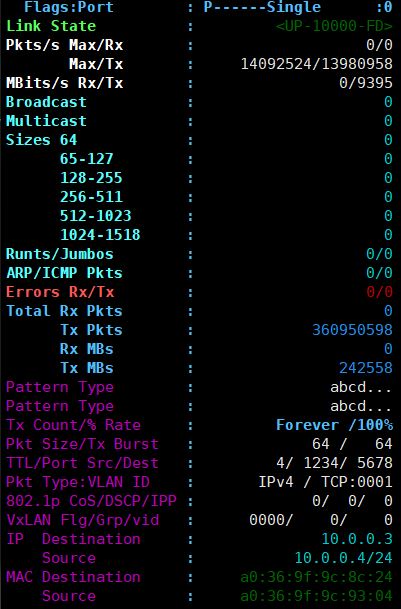 Flags:Port        : P------Single      :0
Link State        :          <UP-10000-FD>
Pkts/s Max/Rx     :                    0/0
       Max/Tx     :      14092524/13980958
MBits/s Rx/Tx     :                 0/9395
Broadcast         :                      0
Multicast         :                      0
Sizes 64          :                      0
      65-127      :                      0
      128-255     :                      0
      256-511     :                      0
      512-1023    :                      0
      1024-1518   :                      0
Runts/Jumbos      :                    0/0
ARP/ICMP Pkts     :                    0/0
Errors Rx/Tx      :                    0/0
Total Rx Pkts     :                      0
      Tx Pkts     :              360950598
      Rx MBs      :                      0
      Tx MBs      :                 242558
Pattern Type      :                abcd...
Pattern Type      :                abcd...
Tx Count/% Rate   :          Forever /100%
Pkt Size/Tx Burst :              64 /   64
TTL/Port Src/Dest :          4/ 1234/ 5678
Pkt Type:VLAN ID  :        IPv4 / TCP:0001
802.1p CoS/DSCP/IPP :            0/  0/  0
VxLAN Flg/Grp/vid :       0000/    0/    0
IP  Destination   :               10.0.0.3
    Source        :            10.0.0.4/24
MAC Destination   :      a0:36:9f:9c:8c:24
    Source        :      a0:36:9f:9c:93:04